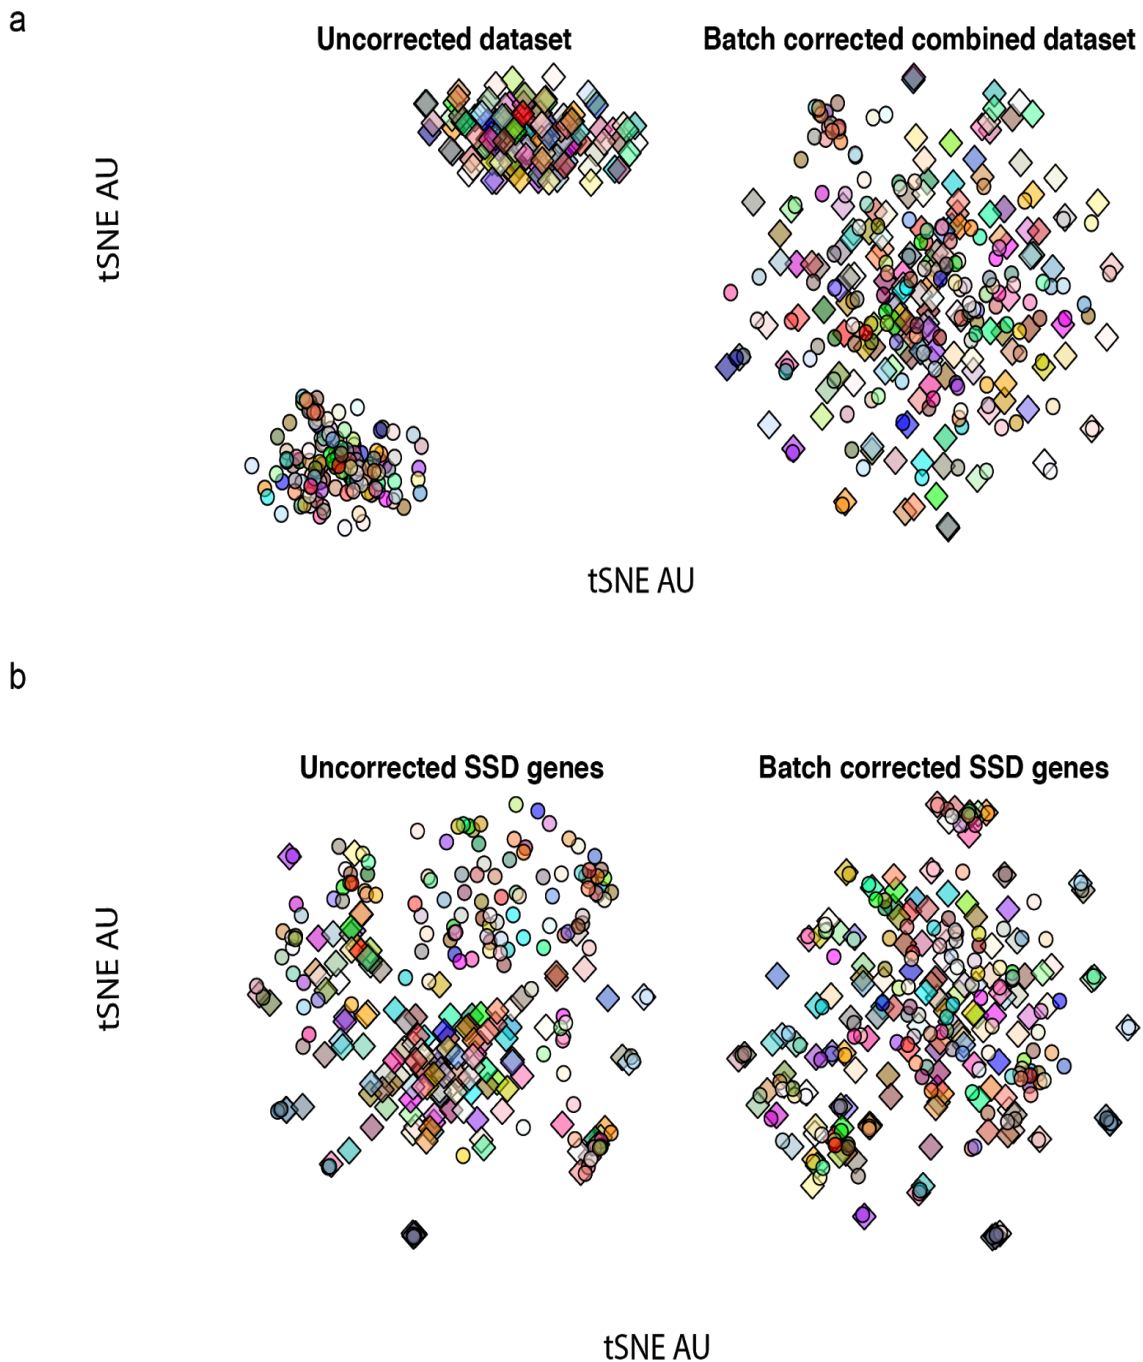 a
Uncorrected dataset
Batch corrected combined dataset
tSNE AU
tSNE AU
b
Uncorrected SSD genes
Batch corrected SSD genes
tSNE AU
tSNE AU